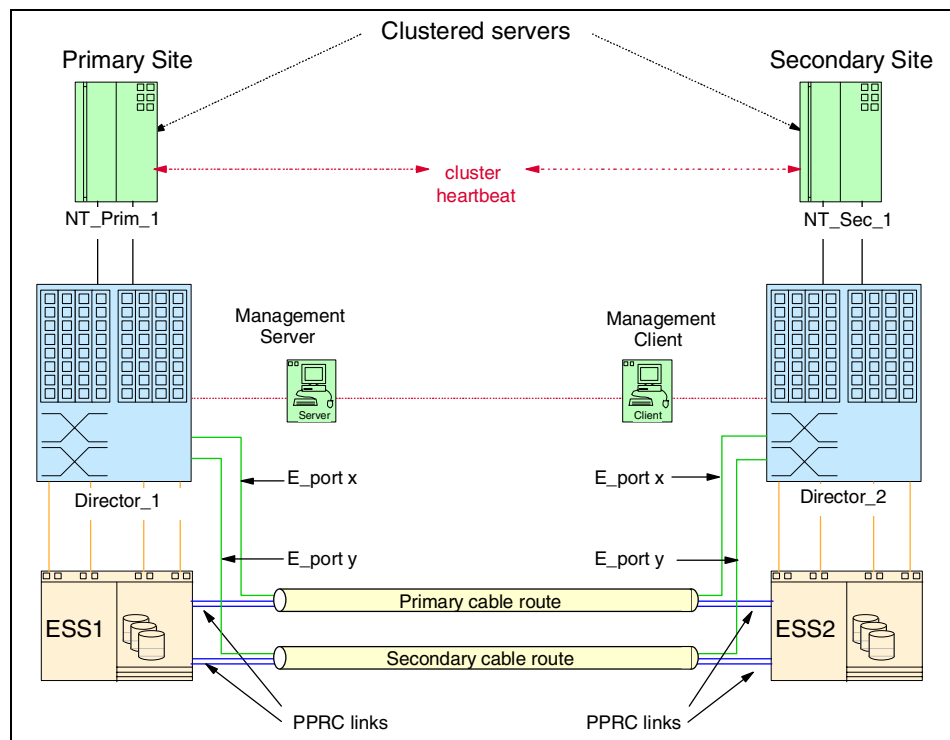 Clustered servers
Primary Site
Secondary Site
cluster
heartbeat
NT_Prim_1
NT_Sec_1
Management
Server
Management
Client
Server
Client
E_port x
E_port x
Director_1
Director_2
E_port y
E_port y
Primary cable route
ESS1
ESS2
Secondary cable route
PPRC links
PPRC links